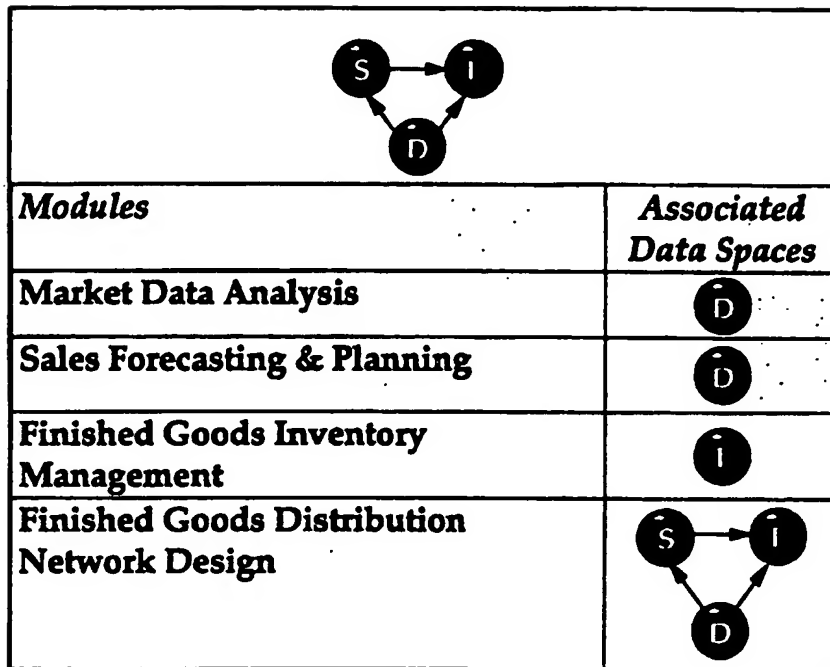 S I
D
Modules Associated
Data Spaces
Market Data Analysis D
Sales Forecasting & Planning D
Finished Goods Inventory
Management I
Finished Goods Distribution
Network Design
S I
D